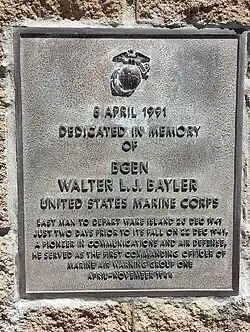 8 APRIL 1991
DEDICATED IN MEMORY
OF
BGEN
WALTER L.J. BAYLER
UNITED STATES MARINE CORPS
LAST MAN TO DEPART WAKE ISLAND 20 DEC 1941
JUST TWO DAYS PRIOR TO ITS FALL ON 22 DEC 1941,
A PIONEER IN COMMUNICATIONS AND AIR DEFENSE,
HE SERVED AS THE FIRST COMMANDING OFFICER OF
MARINE AIR WARNING GROUP ONE
APRIL-NOVEMBER 1944